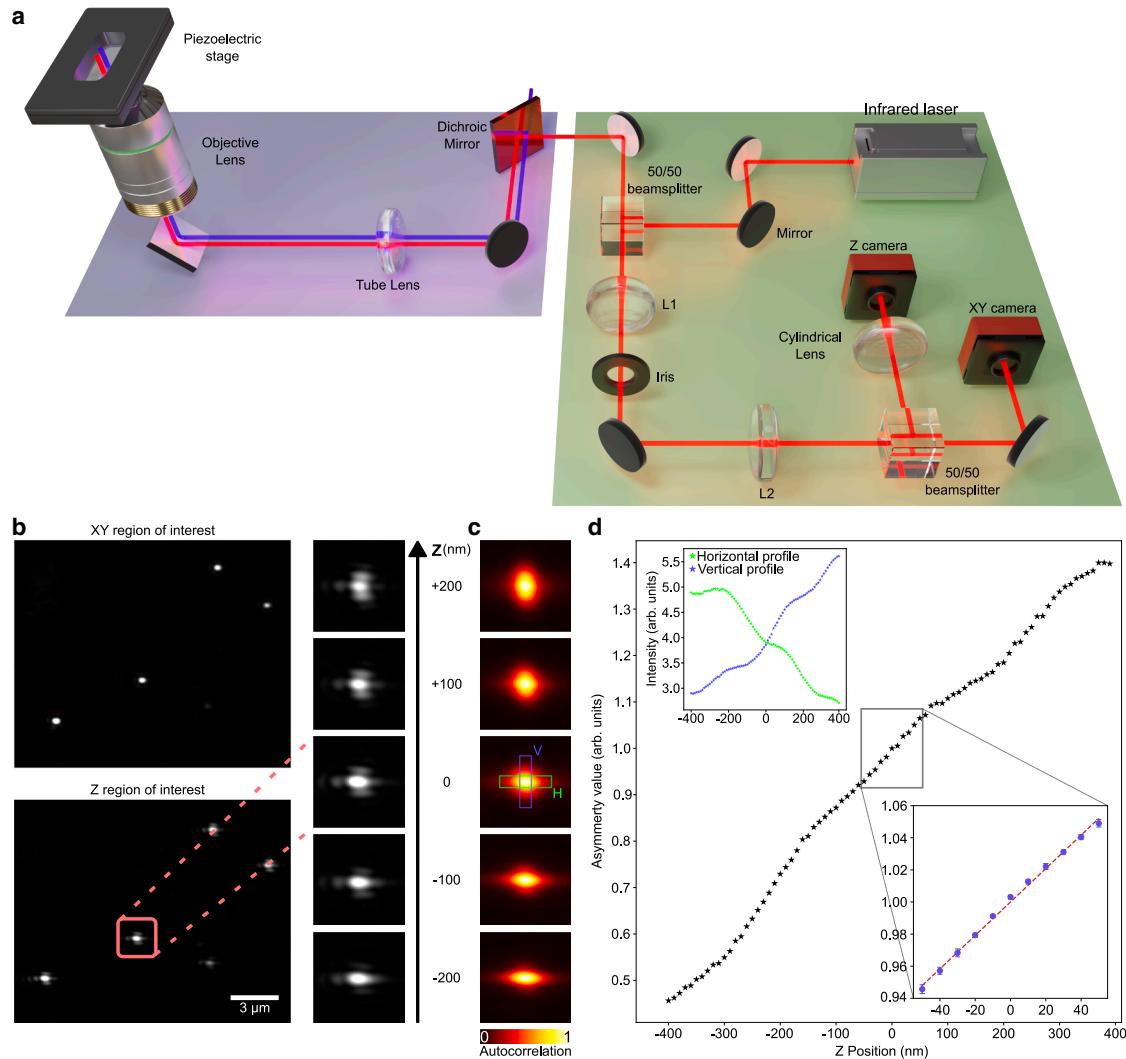 a
Piezoelectric
stage
Objective
Lens
Dichroic
Mirror
Tube Lens
Infrared laser
50/50
beamsplitter
Mirror
L1
Iris
Z camera
XY camera
Cylindrical
Lens
L2
50/50
beamsplitter
b
XY region of interest
Z region of interest
3 µm
Z (nm)
+200
+100
0
-100
-200
c
V
H
0
1
Autocorrelation
d
Asymmerty value (arb. units)
1.4
1.3
1.2
1.1
1.0
0.9
0.8
0.7
0.6
0.5
-400
-300
-200
-100
0
100
200
300
400
Z Position (nm)
Horizontal profile
Vertical profile
Intensity (arb. units)
5.5
5.0
4.5
4.0
3.5
3.0
-400
-200
0
200
400
1.06
1.04
1.02
1.00
0.98
0.96
0.94
-40
-20
0
20
40